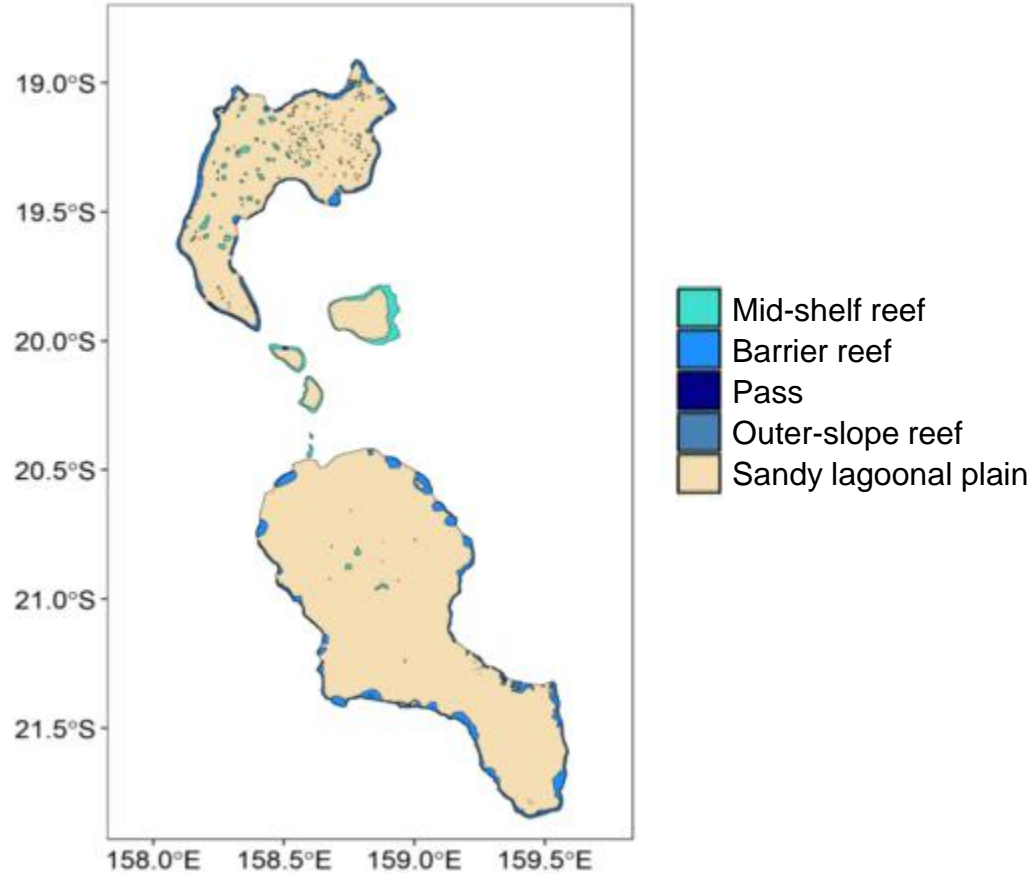 19.0°S
19.5°S
20.0°S
20.5°S
21.0°S
21.5°S
158.0°E 158.5°E 159.0°E 159.5°E
Mid-shelf reef
Barrier reef
Pass
Outer-slope reef
Sandy lagoonal plain